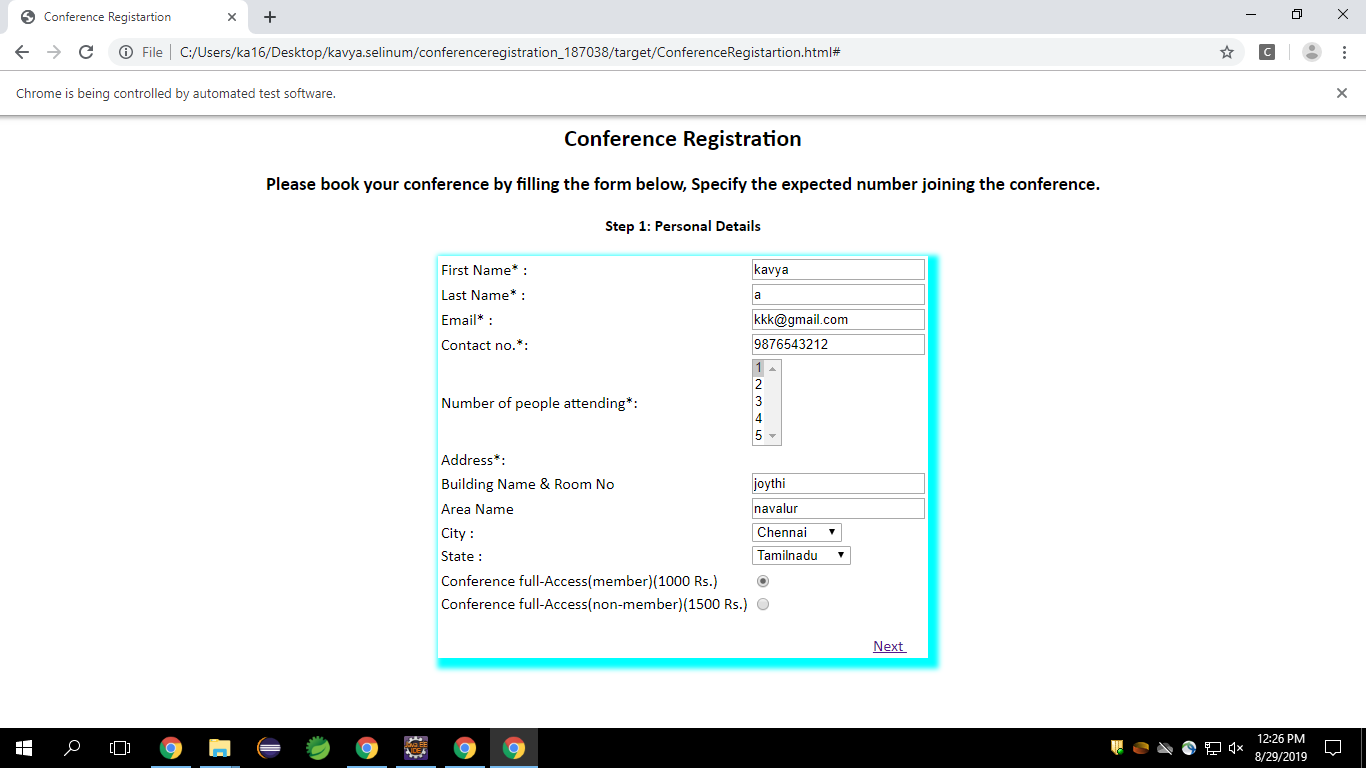 Conference Registartion
File
C:/Users/ka16/Desktop/kavya.selinum/conferenceregistration_187038/target/ConferenceRegistartion.html#
C
Chrome is being controlled by automated test software.
Conference Registration
Please book your conference by filling the form below, Specify the expected number joining the conference.
Step 1: Personal Details
First Name* : kavya
Last Name* : a
Email* : kkk@gmail.com
Contact no.*: 9876543212
Number of people attending*:
1
2
3
4
5
Address*:
Building Name & Room No joythi
Area Name navalur
City : Chennai
State : Tamilnadu
Conference full-Access(member)(1000 Rs.)
Conference full-Access(non-member)(1500 Rs.)
Next
Java EE
IDE
12:26 PM
8/29/2019